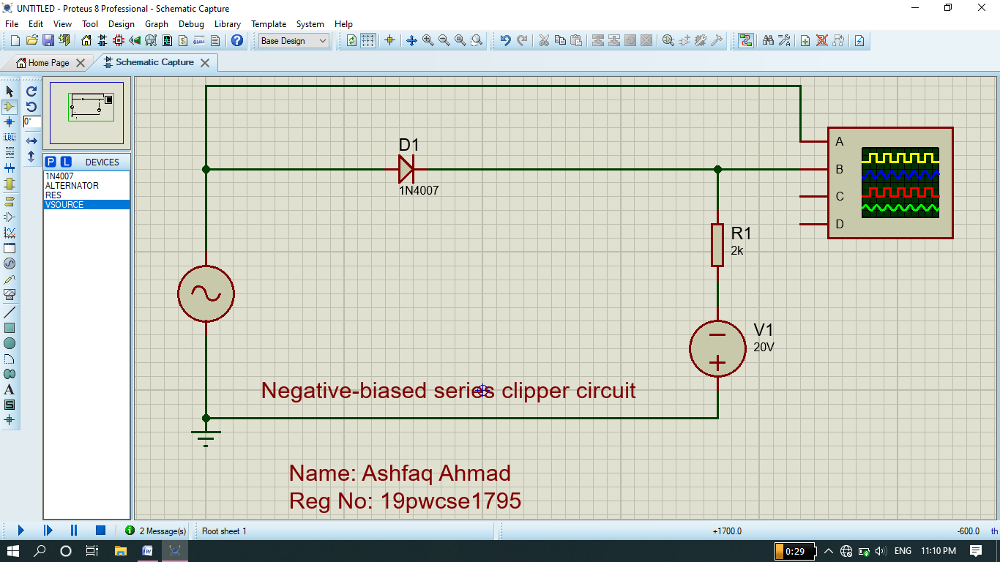 UNTITLED - Proteus 8 Professional - Schematic Capture
File Edit View Tool Design Graph Debug Library Template System Help
Base Design
Home Page Schematic Capture
0°
P L DEVICES
1N4007
ALTERNATOR
RES
VSOURCE
LBL
A
S
D1
1N4007
A
B
C
D
R1
2k
V1
20V
Negative-biased series clipper circuit
Name: Ashfaq Ahmad
Reg No: 19pwcse1795
2 Message(s) Root sheet 1 +1700.0 -600.0 th
0:29 ENG 11:10 PM